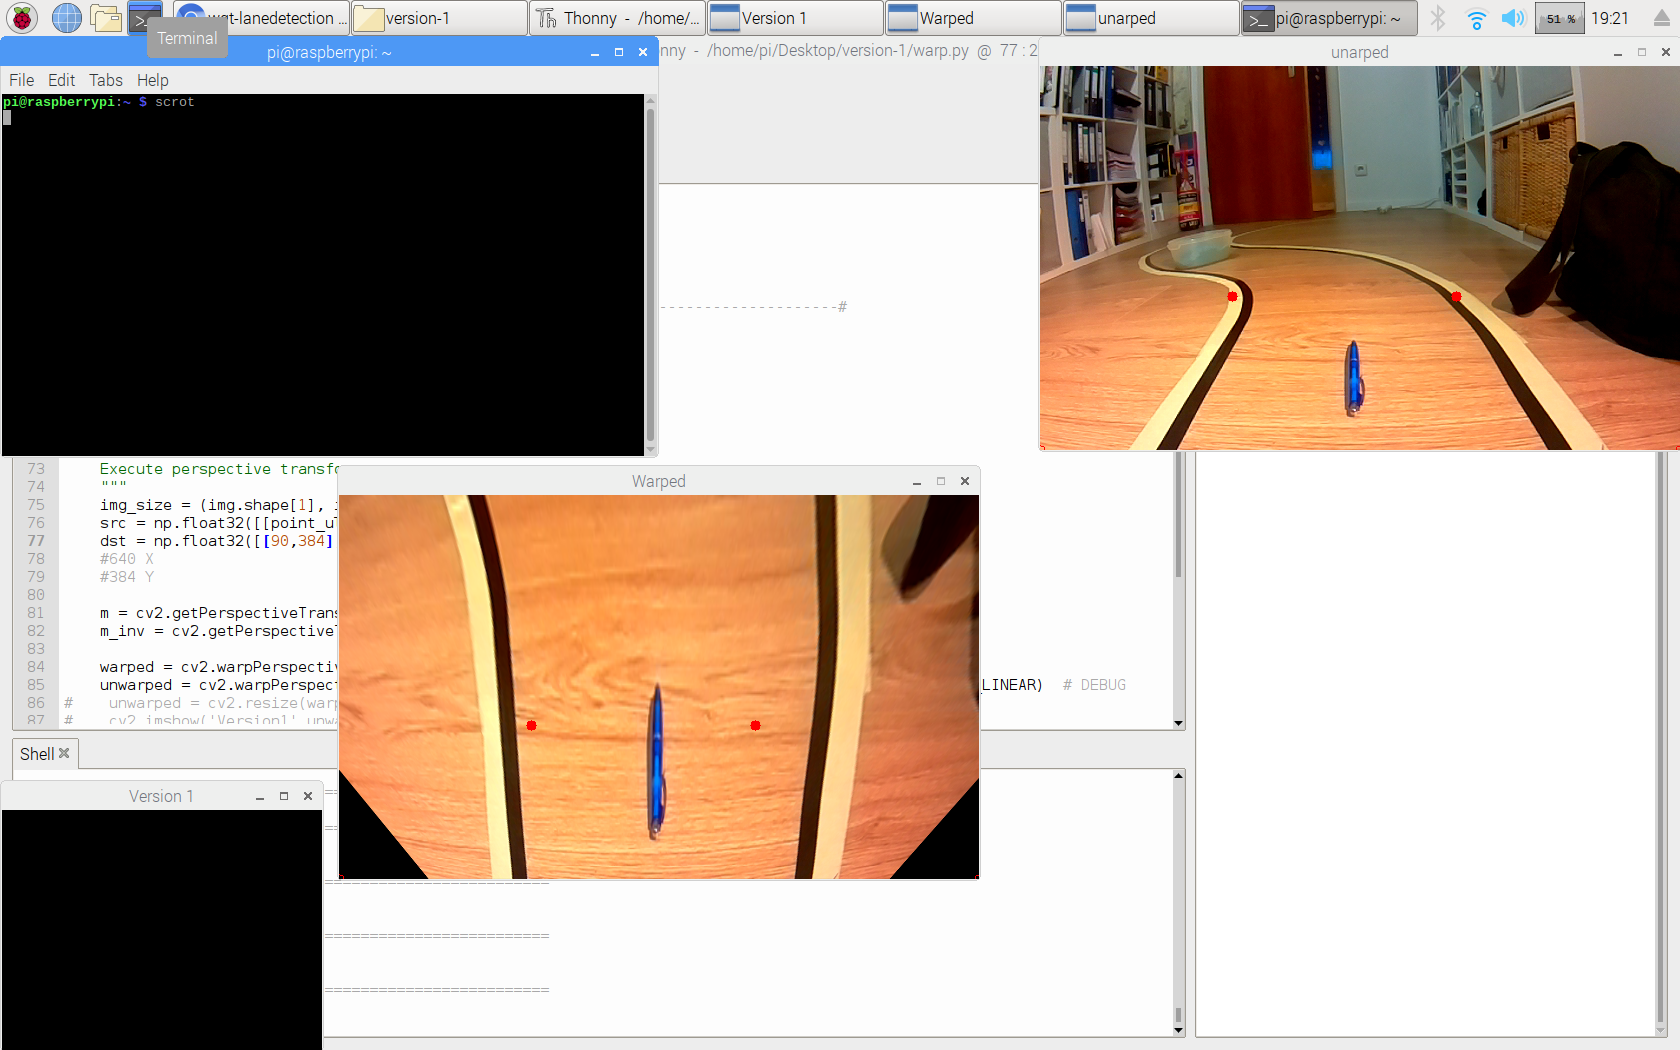 wqt-lanedetection ...
version-1
Thonny - /home/...
Version 1
Warped
unarped
pi@raspberrypi: ~
51 %
19:21
Terminal
pi@raspberrypi: ~
nny - /home/pi/Desktop/version-1/warp.py @ 77 : 2
unarped
File Edit Tabs Help
pi@raspberrypi:~ $ scrot
--------------------#
73 Execute perspective transfo
74 """
75 img_size = (img.shape[1],
76 src = np.float32([[point_u
77 dst = np.float32([[90,384]
78 #640 X
79 #384 Y
80
81 m = cv2.getPerspectiveTran
82 m_inv = cv2.getPerspective
83
84 warped = cv2.warpPerspectiv
85 unwarped = cv2.warpPerspect
LINEAR) # DEBUG
86 # unwarped = cv2.resize(warp
87 # cv2.imshow('Version1',unwa
Warped
Shell
Version 1
=========================
=========================
=========================